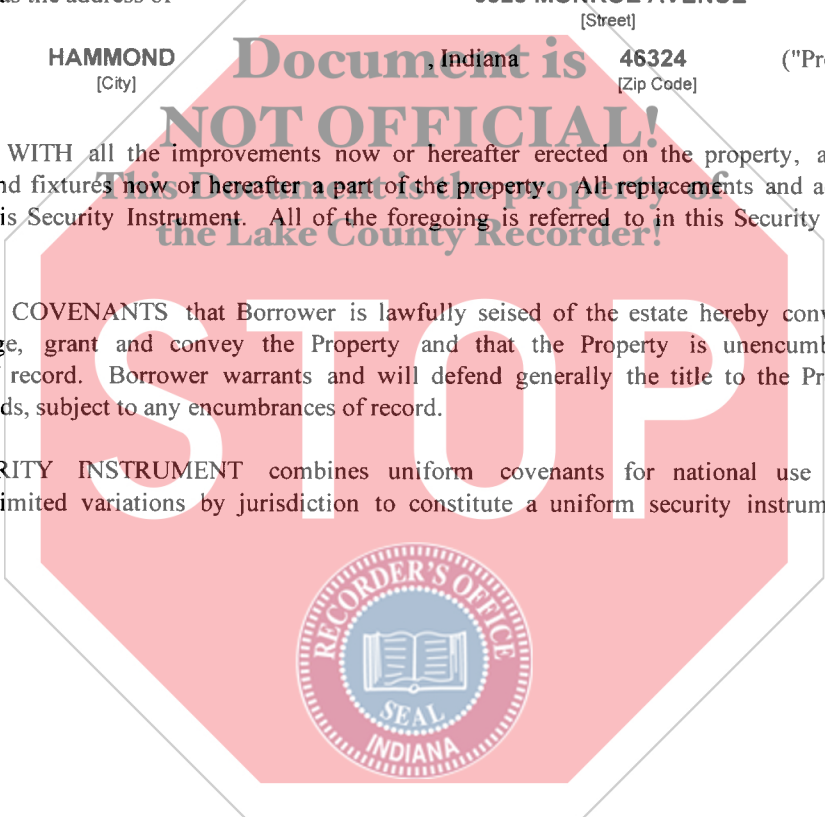 as the address of MONROE AVENUE
[Street]
HAMMOND , Indiana 46324 ("Pr
[City] [Zip Code]
Document is
NOT OFFICIAL!
This Document is the property of
the Lake County Recorder!
WITH all the improvements now or hereafter erected on the property, a
nd fixtures now or hereafter a part of the property. All replacements and a
is Security Instrument. All of the foregoing is referred to in this Security
COVENANTS that Borrower is lawfully seised of the estate hereby conv
ge, grant and convey the Property and that the Property is unencumb
record. Borrower warrants and will defend generally the title to the Pr
ds, subject to any encumbrances of record.
RITY INSTRUMENT combines uniform covenants for national use
imited variations by jurisdiction to constitute a uniform security instrum
STOP
RECORDER'S OFFICE
SEAL
INDIANA